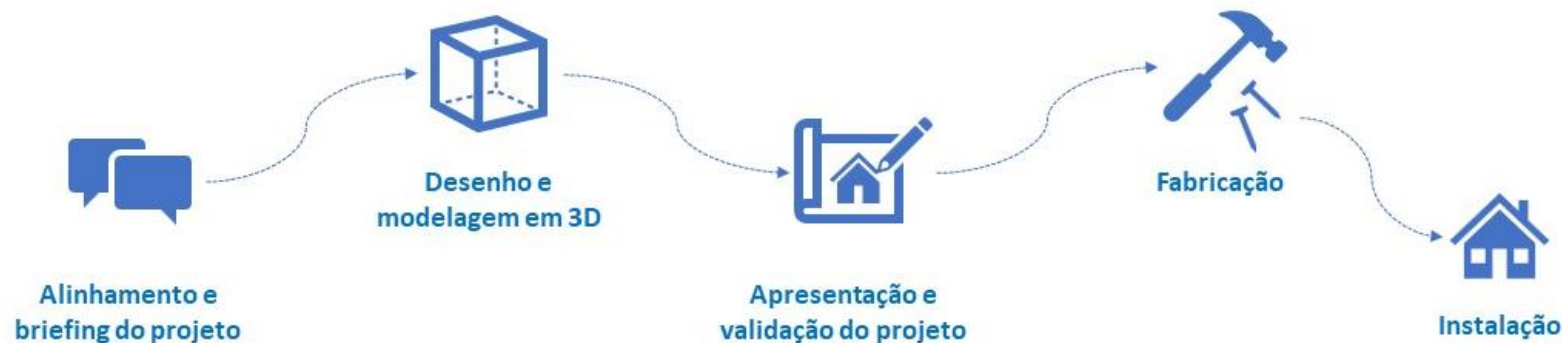 Alinhamento e
briefing do projeto
Desenho e
modelagem em 3D
Apresentação e
validação do projeto
Fabricação
Instalação